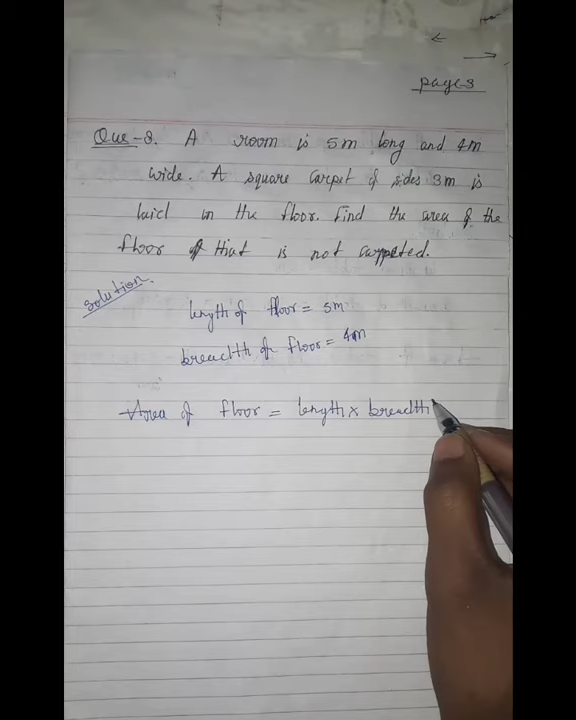 page 3
Que-8. A room is 5m long and 4m
wide. A square carpet of sides 3m is
laid on the floor. Find the area of the
floor of that is not carpeted.
solution
length of floor = 5m
breadth of floor = 4m
Area of floor = length × breadth